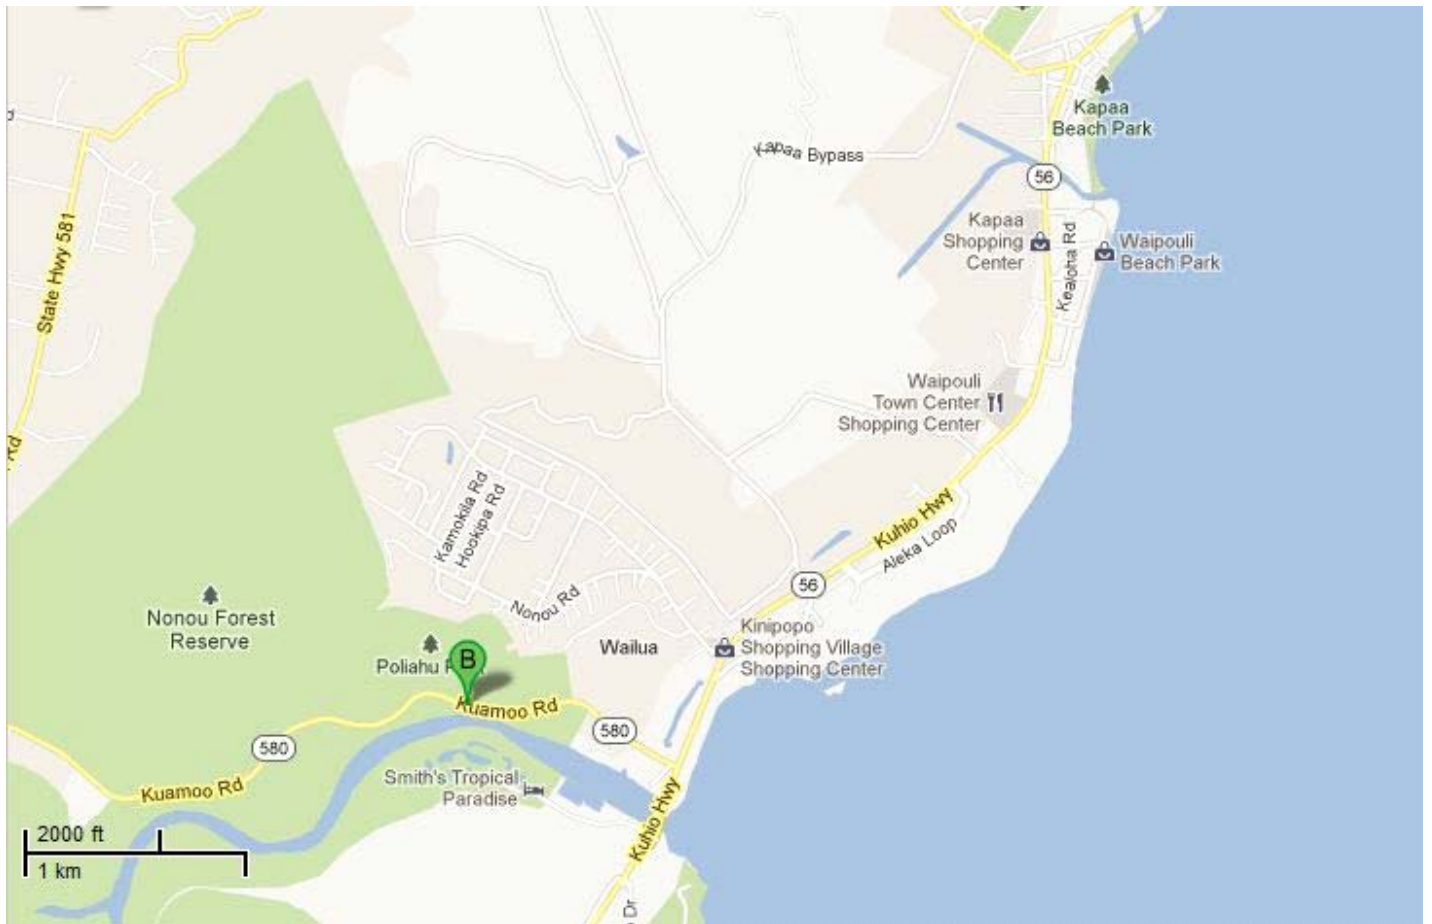 Kapaa
Beach Park
Kapaa Bypass
56
Kapaa
Shopping
Center
Kealoha Rd
Waipouli
Beach Park
State Hwy 581
Waipouli
Town Center
Shopping Center
Rd
Kamokila Rd
Hookipa Rd
Kuhio Hwy
Aleka Loop
56
Nonou Forest
Reserve
Nonou Rd
Wailua
Kinipopo
Shopping Village
Shopping Center
Poliahu
B
Kuamoo Rd
580
580
Smith's Tropical
Paradise
Kuamoo Rd
Kuhio Hwy
2000 ft
1 km
Dr